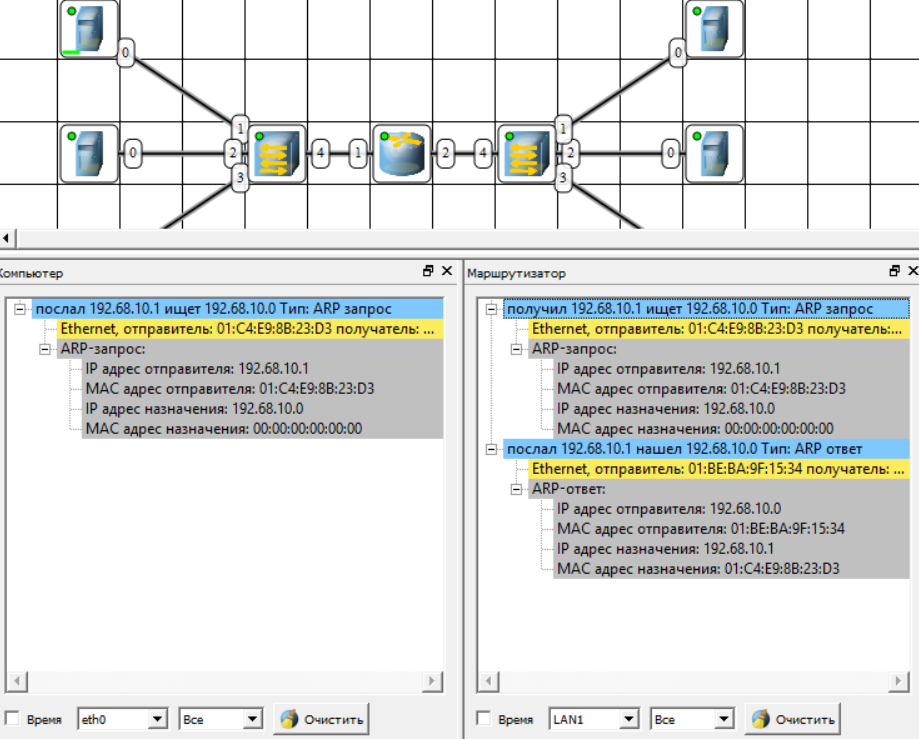 0
0
1
0
2
4
1
2
4
2
0
3
3
Компьютер
послал 192.68.10.1 ищет 192.68.10.0 Тип: ARP запрос
Ethernet, отправитель: 01:C4:E9:8B:23:D3 получатель: ...
ARP-запрос:
IP адрес отправителя: 192.68.10.1
MAC адрес отправителя: 01:C4:E9:8B:23:D3
IP адрес назначения: 192.68.10.0
MAC адрес назначения: 00:00:00:00:00:00
Время
eth0
Все
Очистить
Маршрутизатор
получил 192.68.10.1 ищет 192.68.10.0 Тип: ARP запрос
Ethernet, отправитель: 01:C4:E9:8B:23:D3 получатель:...
ARP-запрос:
IP адрес отправителя: 192.68.10.1
MAC адрес отправителя: 01:C4:E9:8B:23:D3
IP адрес назначения: 192.68.10.0
MAC адрес назначения: 00:00:00:00:00:00
послал 192.68.10.1 нашел 192.68.10.0 Тип: ARP ответ
Ethernet, отправитель: 01:BE:BA:9F:15:34 получатель: ...
ARP-ответ:
IP адрес отправителя: 192.68.10.0
MAC адрес отправителя: 01:BE:BA:9F:15:34
IP адрес назначения: 192.68.10.1
MAC адрес назначения: 01:C4:E9:8B:23:D3
Время
LAN1
Все
Очистить